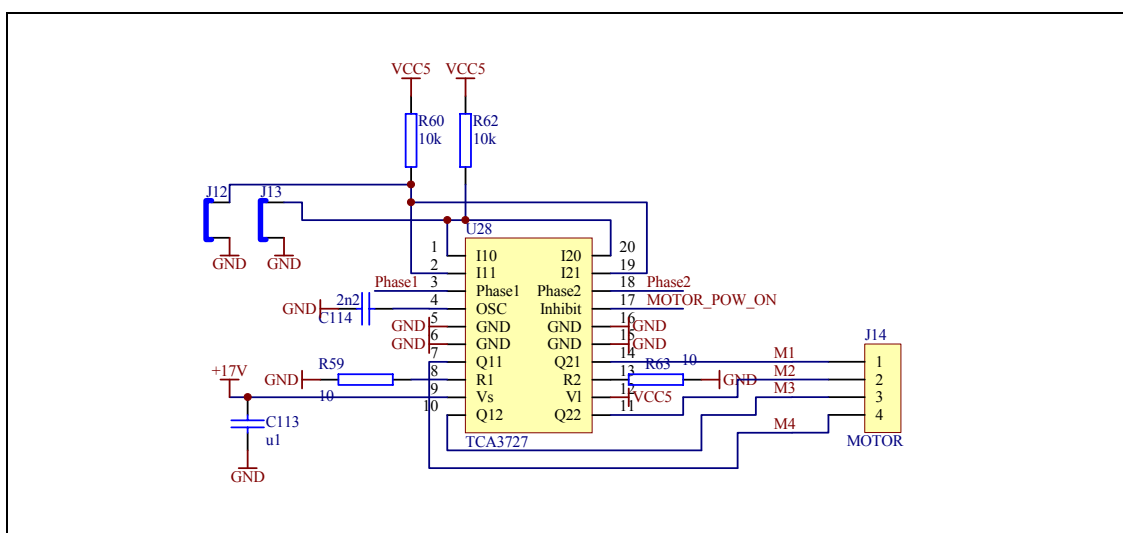 VCC5 VCC5
R60 R62
10k 10k
J12 J13
U28
GND GND
1 I10 I20 20
2 I11 I21 19
Phase1 3 Phase1 Phase2 18 Phase2
GND 2n2 4 OSC Inhibit 17 MOTOR_POW_ON
C114
GND 5 GND GND 16 GND
GND 6 GND GND 15 GND
7 Q11 Q21 14 M1
J14
1
2
3
4
MOTOR
+17V GND R59 10 8 R1 R2 13 R63 10 GND M2
9 Vs Vl 12 VCC5 M3
10 Q12 Q22 11
M4
C113
u1
TCA3727
GND